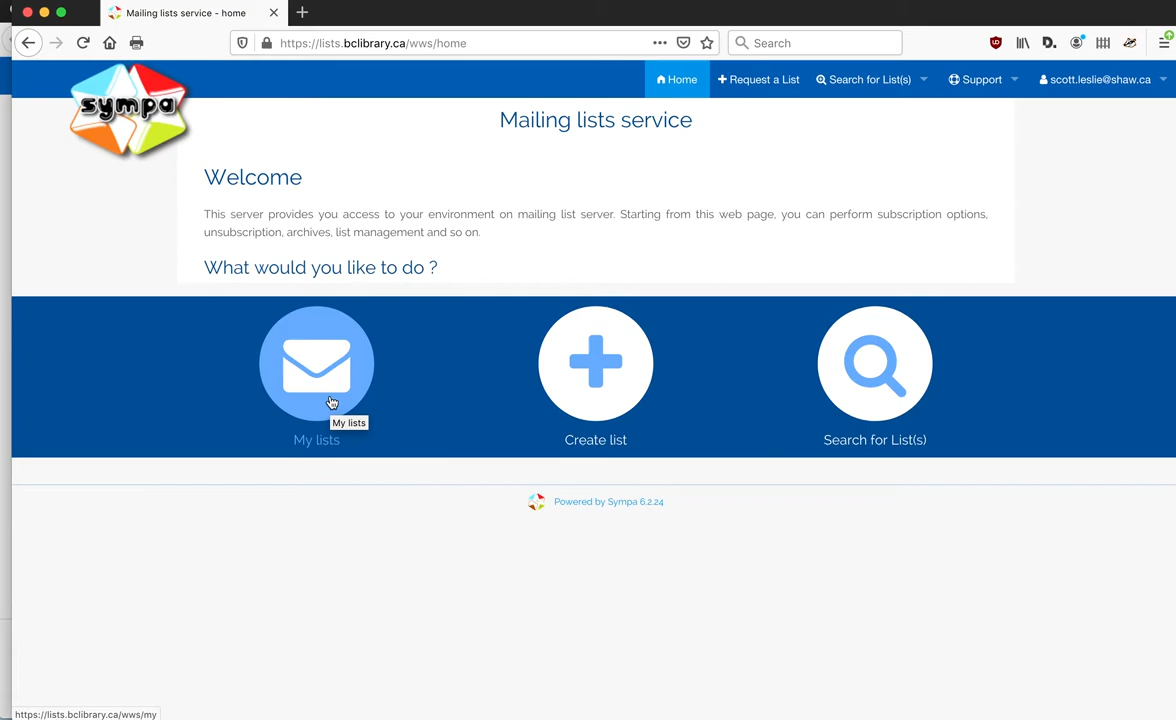 Mailing lists service - home
https://lists.bclibrary.ca/wws/home
Search
sympa
Home
Request a List
Search for List(s)
Support
scott.leslie@shaw.ca
Mailing lists service
Welcome
This server provides you access to your environment on mailing list server. Starting from this web page, you can perform subscription options,
unsubscription, archives, list management and so on.
What would you like to do ?
My lists
My lists
Create list
Search for List(s)
Powered by Sympa 6.2.24
https://lists.bclibrary.ca/wws/my